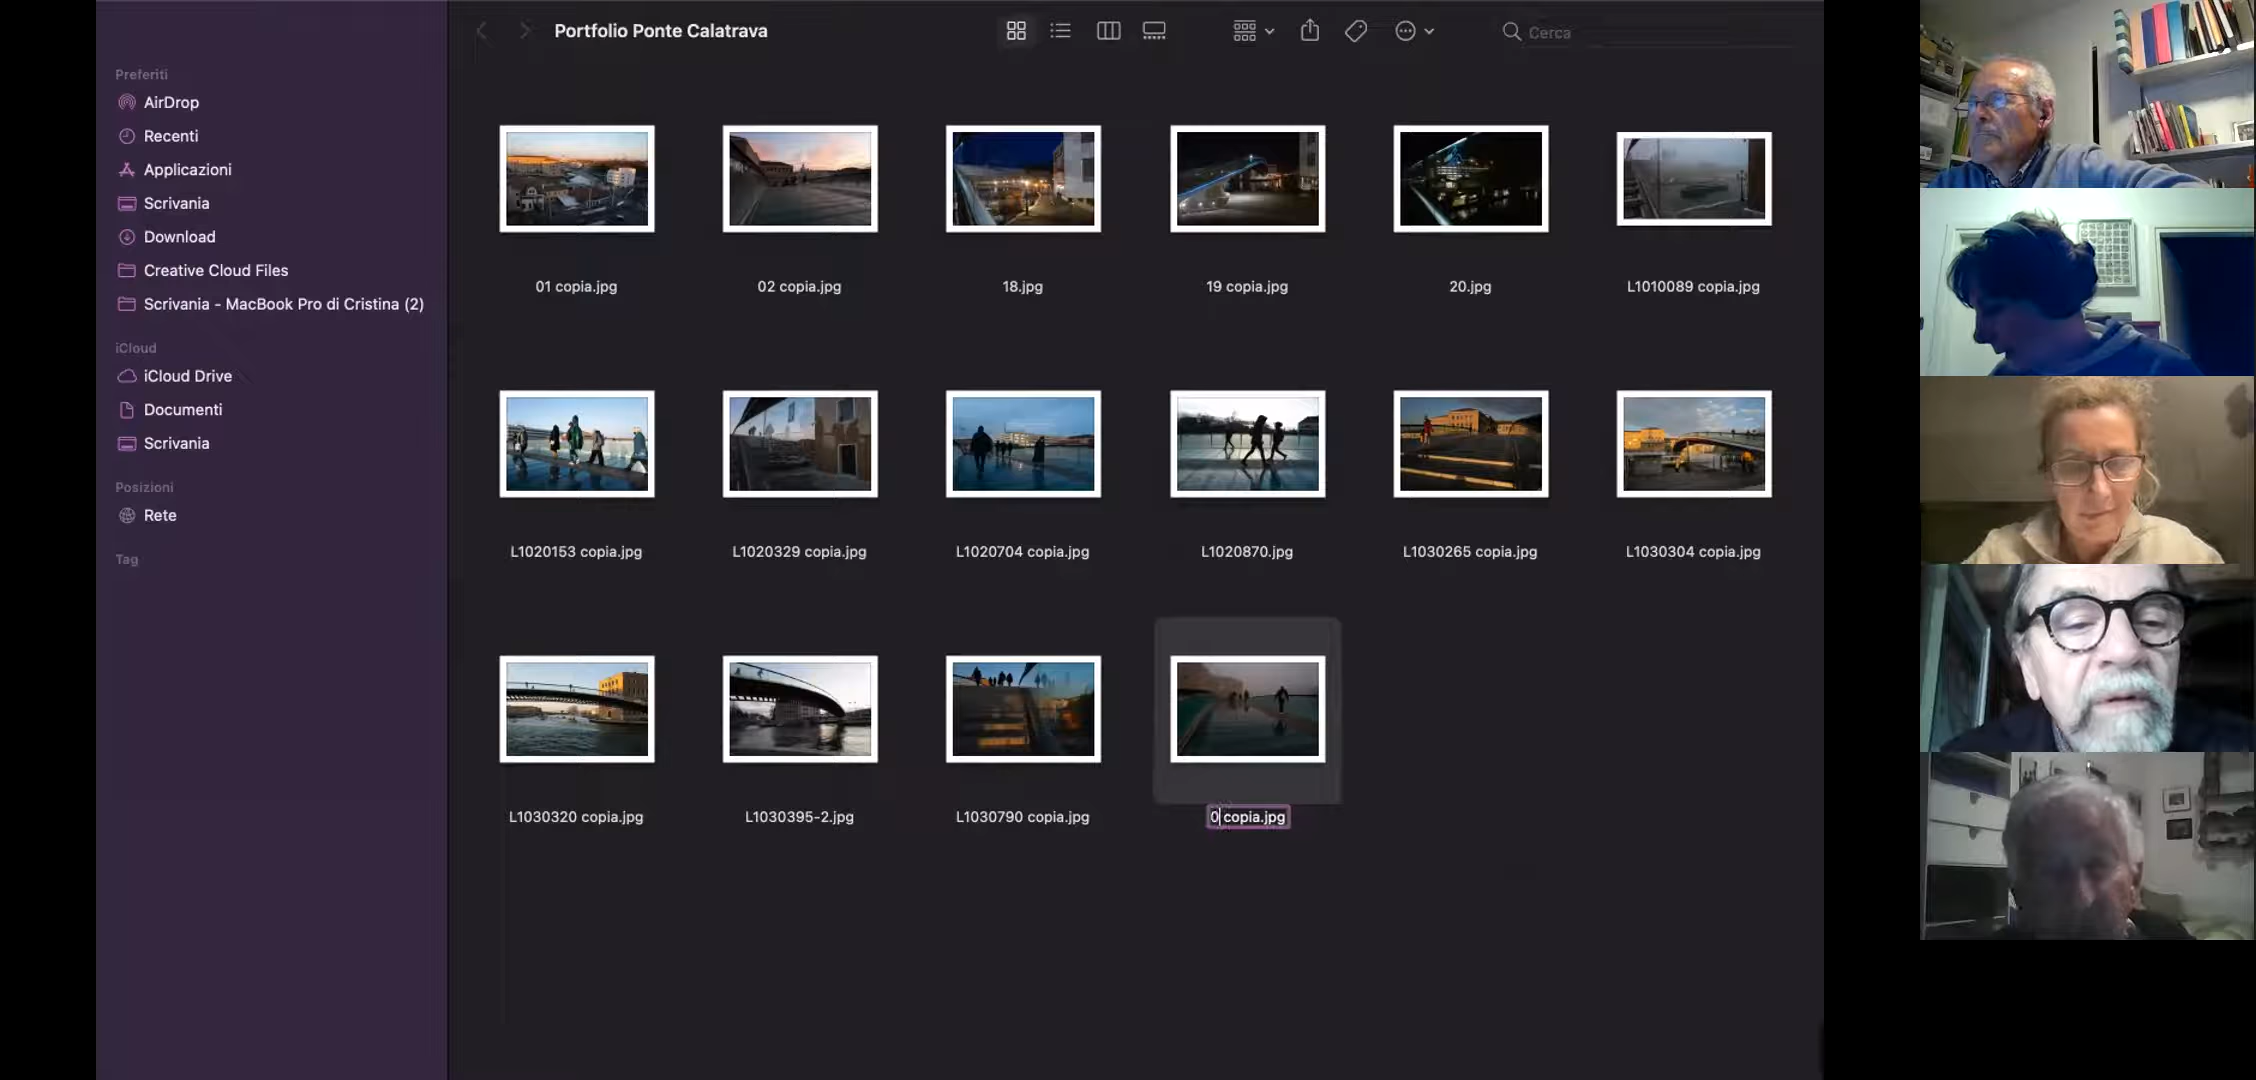 Portfolio Ponte Calatrava
Cerca
Preferiti
AirDrop
Recenti
Applicazioni
Scrivania
Download
Creative Cloud Files
Scrivania - MacBook Pro di Cristina (2)
iCloud
iCloud Drive
Documenti
Scrivania
Posizioni
Rete
Tag
01 copia.jpg
02 copia.jpg
18.jpg
19 copia.jpg
20.jpg
L1010089 copia.jpg
L1020153 copia.jpg
L1020329 copia.jpg
L1020704 copia.jpg
L1020870.jpg
L1030265 copia.jpg
L1030304 copia.jpg
L1030320 copia.jpg
L1030395-2.jpg
L1030790 copia.jpg
0 copia.jpg